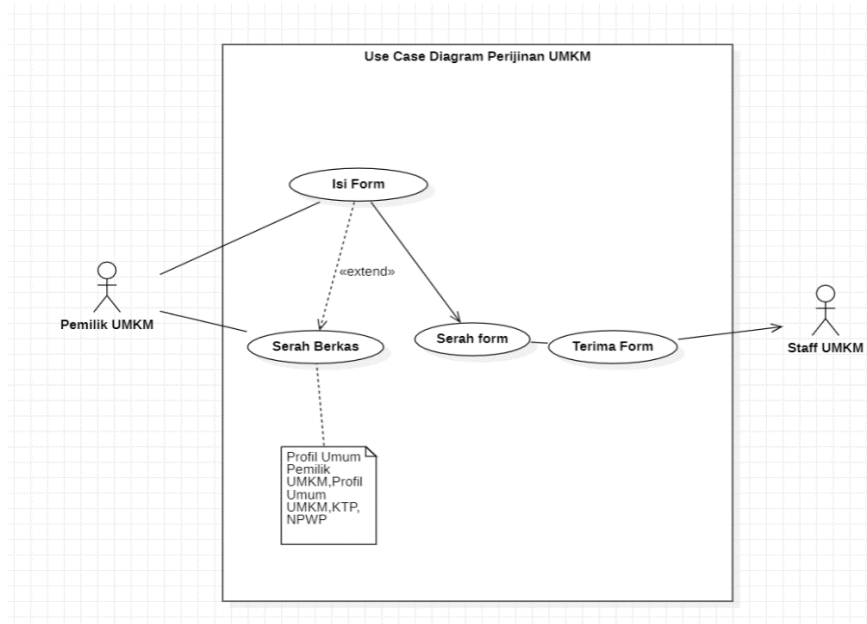 Use Case Diagram Perijinan UMKM
Isi Form
«extend»
Pemilik UMKM
Serah Berkas
Serah form
Terima Form
Staff UMKM
Profil Umum
Pemilik
UMKM,Profil
Umum
UMKM,KTP,
NPWP